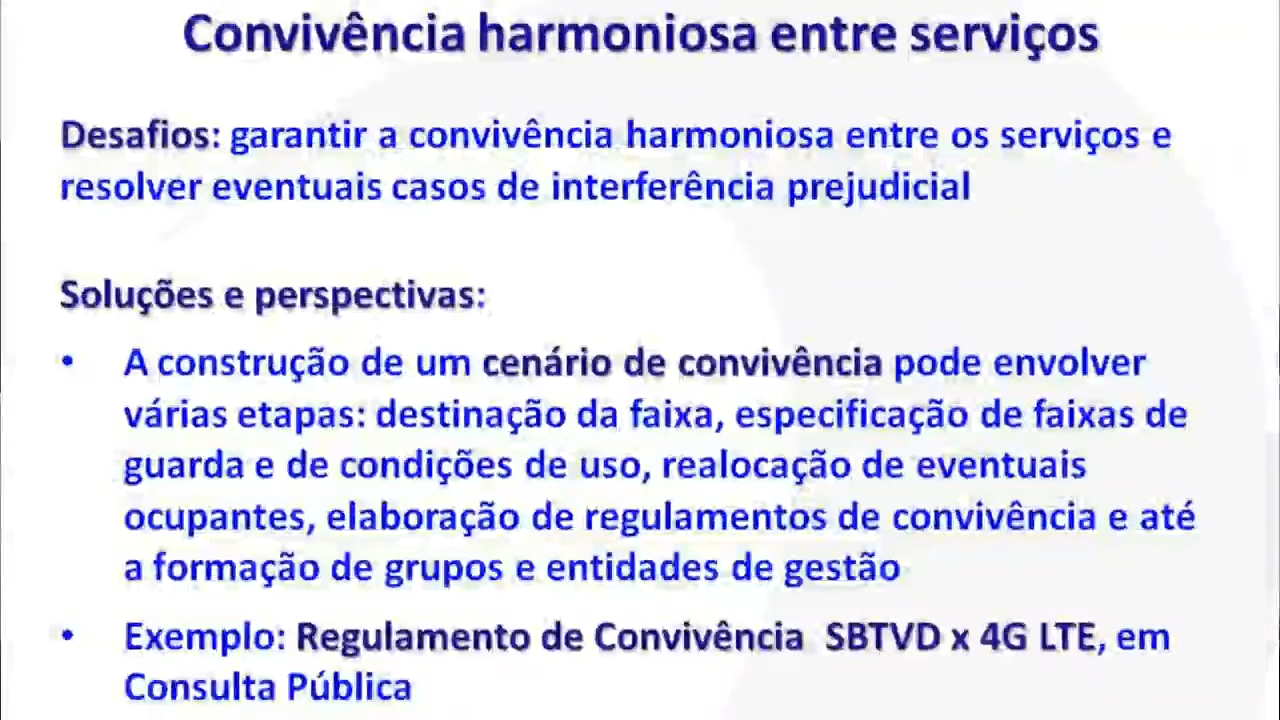 Convivência harmoniosa entre serviços
Desafios: garantir a convivência harmoniosa entre os serviços e
resolver eventuais casos de interferência prejudicial
Soluções e perspectivas:
• A construção de um cenário de convivência pode envolver
várias etapas: destinação da faixa, especificação de faixas de
guarda e de condições de uso, realocação de eventuais
ocupantes, elaboração de regulamentos de convivência e até
a formação de grupos e entidades de gestão
• Exemplo: Regulamento de Convivência SBTVD x 4G LTE, em
Consulta Pública